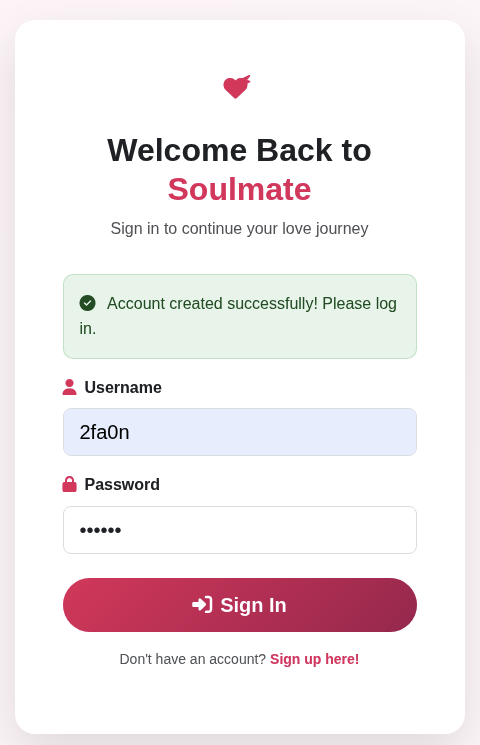 Welcome Back to
Soulmate
Sign in to continue your love journey
Account created successfully! Please log
in.
Username
2fa0n
Password
••••••
Sign In
Don't have an account? Sign up here!